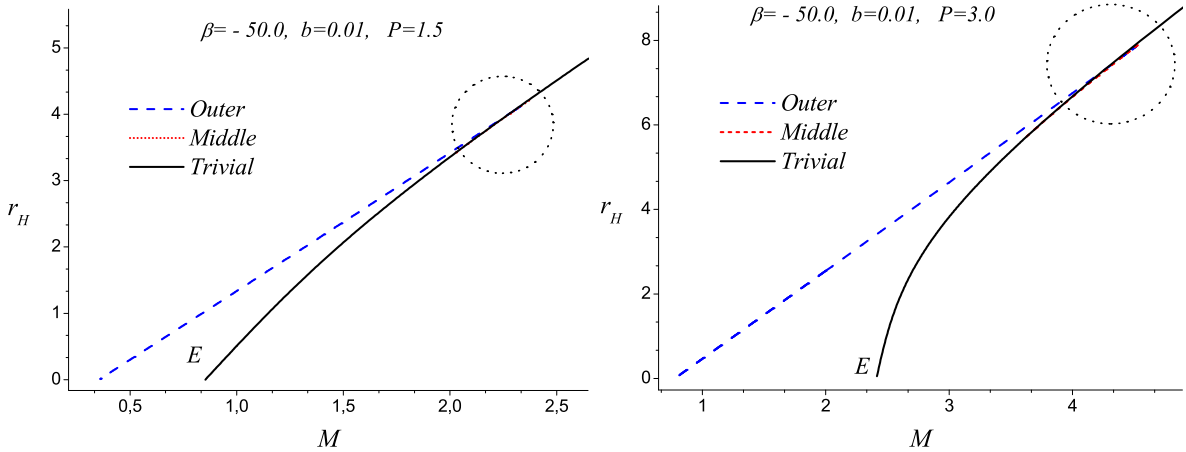 β= - 50.0, b=0.01, P=1.5
5
4
3
2
1
0
r_H
Outer
Middle
Trivial
E
0,5
1,0
1,5
2,0
2,5
M
β= - 50.0, b=0.01, P=3.0
8
6
4
2
0
r_H
Outer
Middle
Trivial
E
1
2
3
4
M